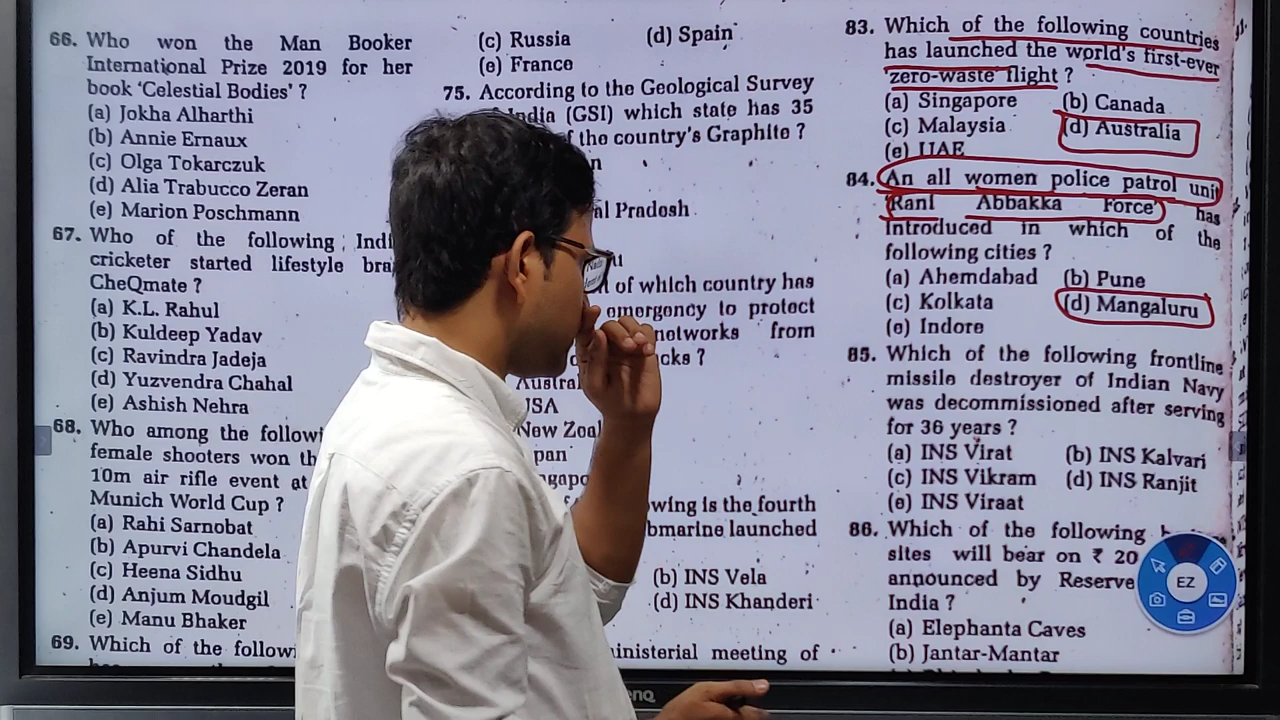 66. Who won the Man Booker
International Prize 2019 for her
book ‘Celestial Bodies’ ?
(a) Jokha Alharthi
(b) Annie Ernaux
(c) Olga Tokarczuk
(d) Alia Trabucco Zeran
(e) Marion Poschmann
67. Who of the following
cricketer started lifestyle
CheQmate ?
(a) K.L. Rahul
(b) Kuldeep Yadav
(c) Ravindra Jadeja
(d) Yuzvendra Chahal
(e) Ashish Nehra
68. Who among the
female shooters won
10m air rifle event at
Munich World Cup ?
(a) Rahi Sarnobat
(b) Apurvi Chandela
(c) Heena Sidhu
(d) Anjum Moudgil
(e) Manu Bhaker
69. Which of the
(c) Russia (d) Spain
(e) France
75. According to the Geological Survey
India (GSI) which state has 35
the country's Graphite ?
Pradesh
of which country has
emergency to protect
networks from
?
USA
New
is the fourth
launched
(b) INS Vela
(d) INS Khanderi
meeting of
83. Which of the following countries
has launched the world's first-ever
zero-waste flight ?
(a) Singapore (b) Canada
(c) Malaysia (d) Australia
(e) UAE
84. An all women police patrol unit
‘Rani Abbakka Force’ has
introduced in which of the
following cities ?
(a) Ahemdabad (b) Pune
(c) Kolkata (d) Mangaluru
(e) Indore
85. Which of the following frontline
missile destroyer of Indian Navy
was decommissioned after serving
for 36 years ?
(a) INS Virat (b) INS Kalvari
(c) INS Vikram (d) INS Ranjit
(e) INS Viraat
86. Which of the following
sites will bear on ₹ 20
announced by Reserve
India ?
(a) Elephanta Caves
(b) Jantar-Mantar
EZ